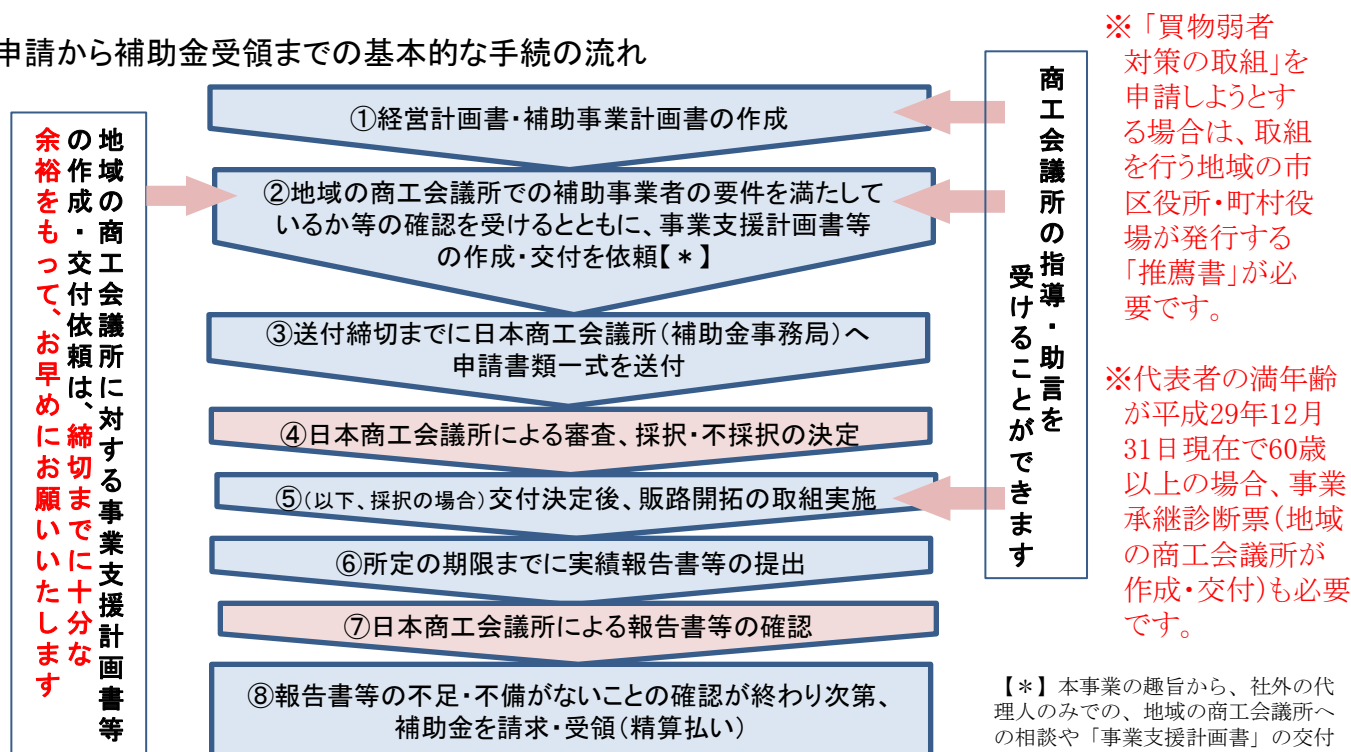 申請から補助金受領までの基本的な手続の流れ
地域の商工会議所に対する事業支援計画書等
の作成・交付依頼は、締切までに十分な
余裕をもって、お早めにお願いいたします
①経営計画書・補助事業計画書の作成
②地域の商工会議所での補助事業者の要件を満たして
いるか等の確認を受けるとともに、事業支援計画書等
の作成・交付を依頼【＊】
③送付締切までに日本商工会議所（補助金事務局）へ
申請書類一式を送付
④日本商工会議所による審査、採択・不採択の決定
⑤（以下、採択の場合）交付決定後、販路開拓の取組実施
⑥所定の期限までに実績報告書等の提出
⑦日本商工会議所による報告書等の確認
⑧報告書等の不足・不備がないことの確認が終わり次第、
補助金を請求・受領（精算払い）
商工会議所の指導・助言を
受けることができます
※「買物弱者
対策の取組」を
申請しようとす
る場合は、取組
を行う地域の市
区役所・町村役
場が発行する
「推薦書」が必
要です。
※代表者の満年齢
が平成29年12月
31日現在で60歳
以上の場合、事業
承継診断票（地域
の商工会議所が
作成・交付）も必要
です。
【＊】本事業の趣旨から、社外の代
理人のみでの、地域の商工会議所へ
の相談や「事業支援計画書」の交付